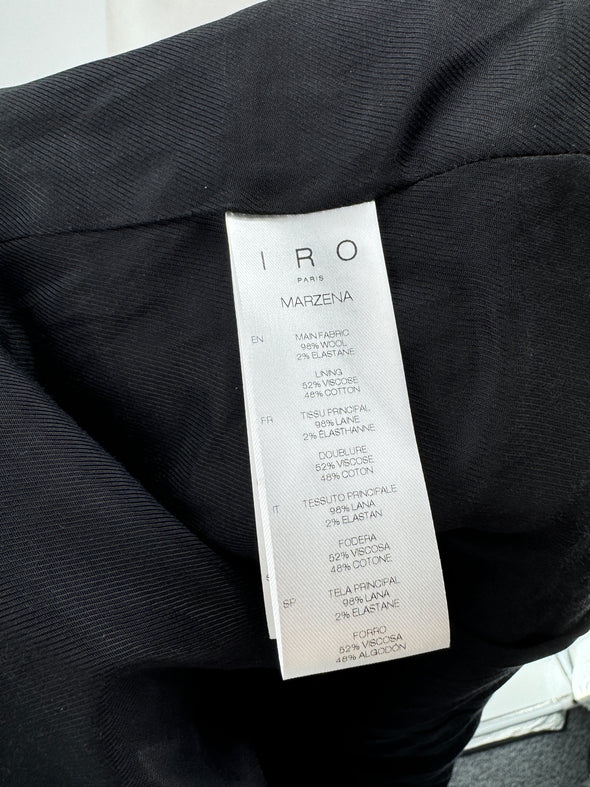 IRO
PARIS
MARZENA
EN
MAIN FABRIC
98% WOOL
2% ELASTANE
LINING
52% VISCOSE
48% COTTON
FR
TISSU PRINCIPAL
98% LAINE
2% ÉLASTHANNE
DOUBLURE
52% VISCOSE
48% COTON
IT
TESSUTO PRINCIPALE
98% LANA
2% ELASTAN
FODERA
52% VISCOSA
48% COTONE
SP
TELA PRINCIPAL
98% LANA
2% ELASTANE
FORRO
52% VISCOSA
48% ALGODÓN